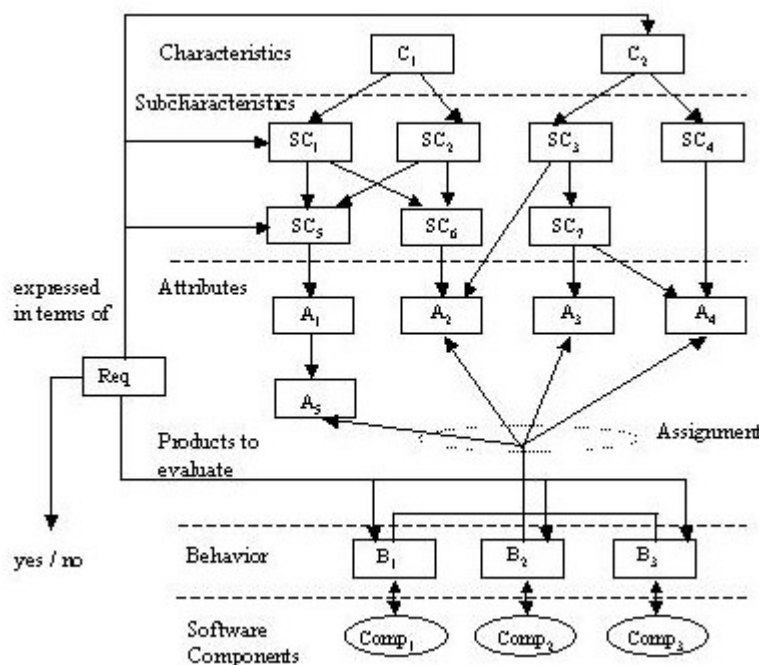 Characteristics
C₁
C₂
Subcharacteristics
SC₁
SC₂
SC₃
SC₄
SC₅
SC₆
SC₇
expressed
in terms of
Attributes
A₁
A₂
A₃
A₄
Req
A₅
Products to
evaluate
Assignment
yes / no
Behavior
B₁
B₂
B₃
Software
Components
Comp₁
Comp₂
Comp₃